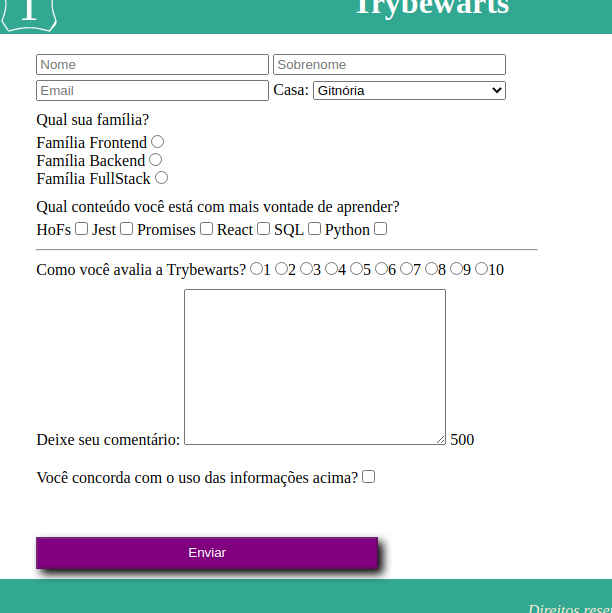 T Trybewarts
Nome Sobrenome
Email Casa: Gitnória
Qual sua família?
Família Frontend
Família Backend
Família FullStack
Qual conteúdo você está com mais vontade de aprender?
HoFs Jest Promises React SQL Python
Como você avalia a Trybewarts? 1 2 3 4 5 6 7 8 9 10
Deixe seu comentário: 500
Você concorda com o uso das informações acima?
Enviar
Direitos